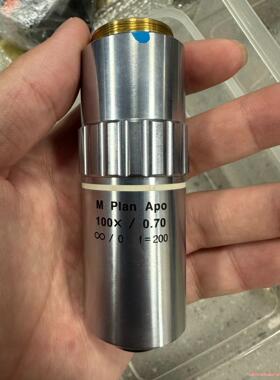 M Plan Apo
100× / 0.70
∞ / 0  f = 200